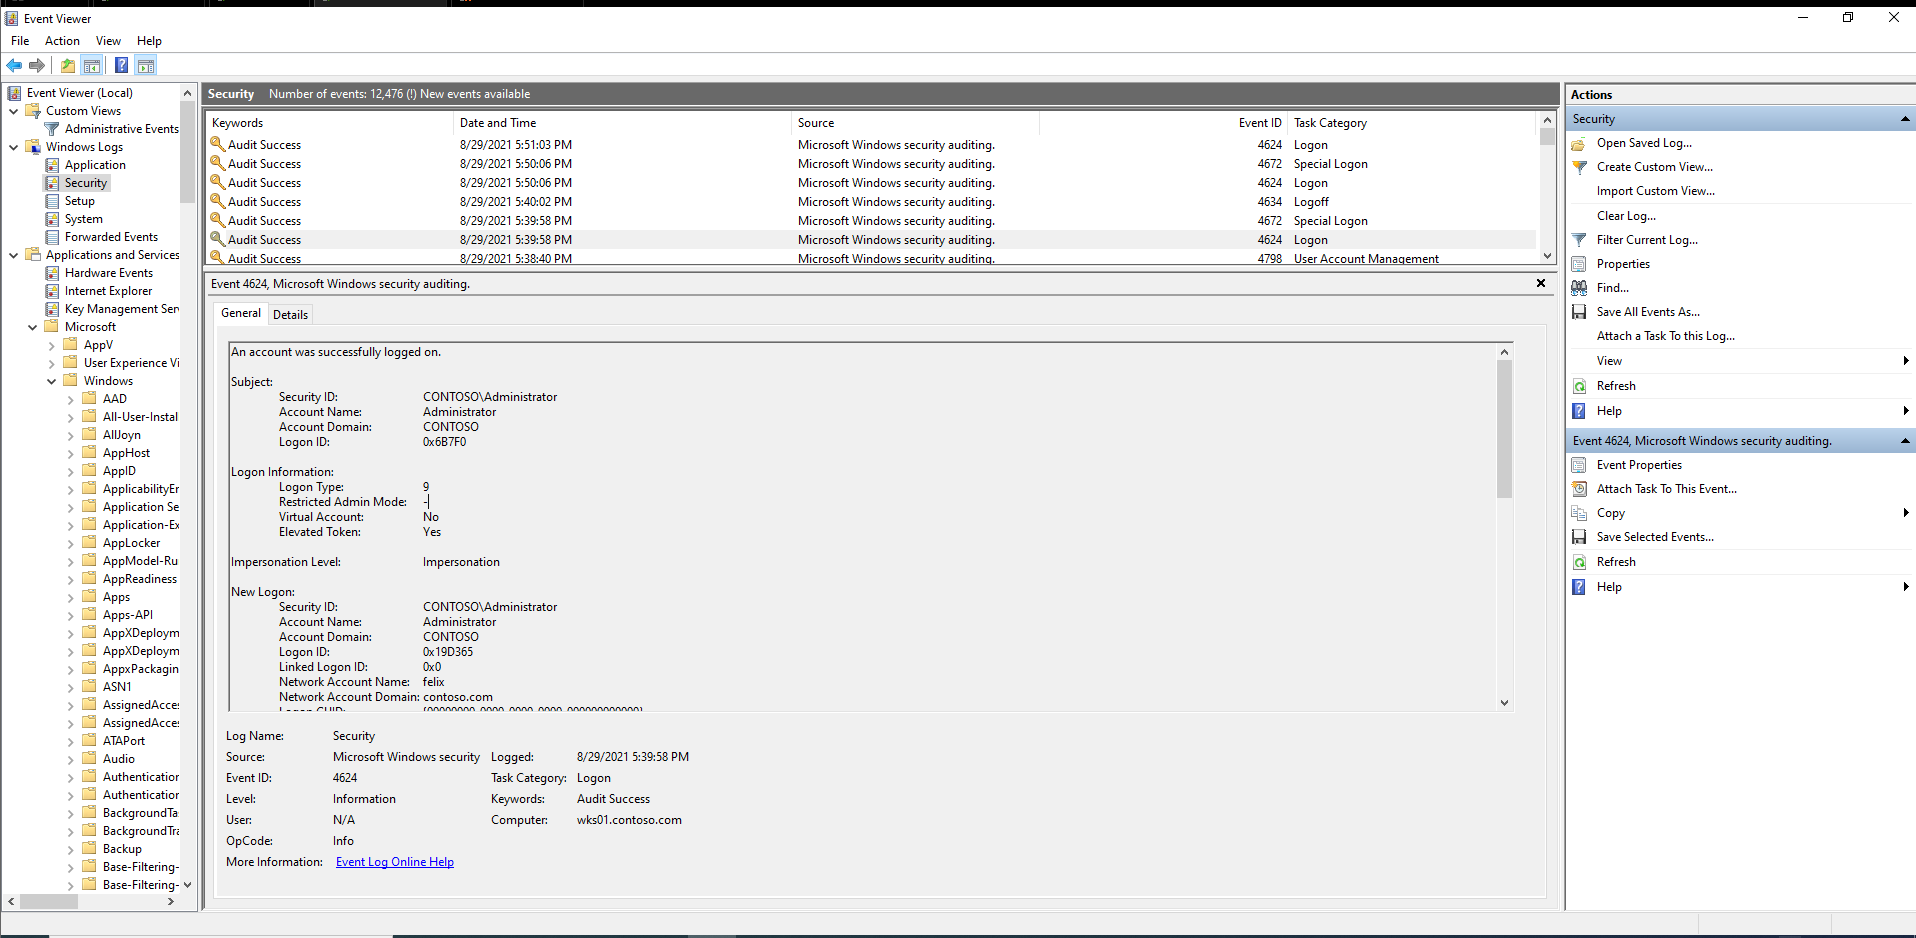 Event Viewer
File Action View Help
Event Viewer (Local)
Custom Views
Administrative Events
Windows Logs
Application
Security
Setup
System
Forwarded Events
Applications and Services
Hardware Events
Internet Explorer
Key Management Ser
Microsoft
AppV
User Experience Vi
Windows
AAD
All-User-Instal
AllJoyn
AppHost
AppID
ApplicabilityEr
Application Se
Application-Ex
AppLocker
AppModel-Ru
AppReadiness
Apps
Apps-API
AppXDeploym
AppXDeploym
AppxPackagin
ASN1
AssignedAcce
AssignedAcce
ATAPort
Audio
Authentication
Authentication
BackgroundTa
BackgroundTra
Backup
Base-Filtering-
Base-Filtering-
Security Number of events: 12,476 (!) New events available
Keywords Date and Time Source Event ID Task Category
Audit Success 8/29/2021 5:51:03 PM Microsoft Windows security auditing. 4624 Logon
Audit Success 8/29/2021 5:50:06 PM Microsoft Windows security auditing. 4672 Special Logon
Audit Success 8/29/2021 5:50:06 PM Microsoft Windows security auditing. 4624 Logon
Audit Success 8/29/2021 5:40:02 PM Microsoft Windows security auditing. 4634 Logoff
Audit Success 8/29/2021 5:39:58 PM Microsoft Windows security auditing. 4672 Special Logon
Audit Success 8/29/2021 5:39:58 PM Microsoft Windows security auditing. 4624 Logon
Audit Success 8/29/2021 5:38:40 PM Microsoft Windows security auditing. 4798 User Account Management
Event 4624, Microsoft Windows security auditing.
General Details
An account was successfully logged on.
Subject:
Security ID: CONTOSO\Administrator
Account Name: Administrator
Account Domain: CONTOSO
Logon ID: 0x6B7F0
Logon Information:
Logon Type: 9
Restricted Admin Mode: -
Virtual Account: No
Elevated Token: Yes
Impersonation Level: Impersonation
New Logon:
Security ID: CONTOSO\Administrator
Account Name: Administrator
Account Domain: CONTOSO
Logon ID: 0x19D365
Linked Logon ID: 0x0
Network Account Name: felix
Network Account Domain: contoso.com
Logon GUID: {00000000-0000-0000-0000-000000000000}
Log Name: Security
Source: Microsoft Windows security Logged: 8/29/2021 5:39:58 PM
Event ID: 4624 Task Category: Logon
Level: Information Keywords: Audit Success
User: N/A Computer: wks01.contoso.com
OpCode: Info
More Information: Event Log Online Help
Actions
Security
Open Saved Log...
Create Custom View...
Import Custom View...
Clear Log...
Filter Current Log...
Properties
Find...
Save All Events As...
Attach a Task To this Log...
View
Refresh
Help
Event 4624, Microsoft Windows security auditing.
Event Properties
Attach Task To This Event...
Copy
Save Selected Events...
Refresh
Help